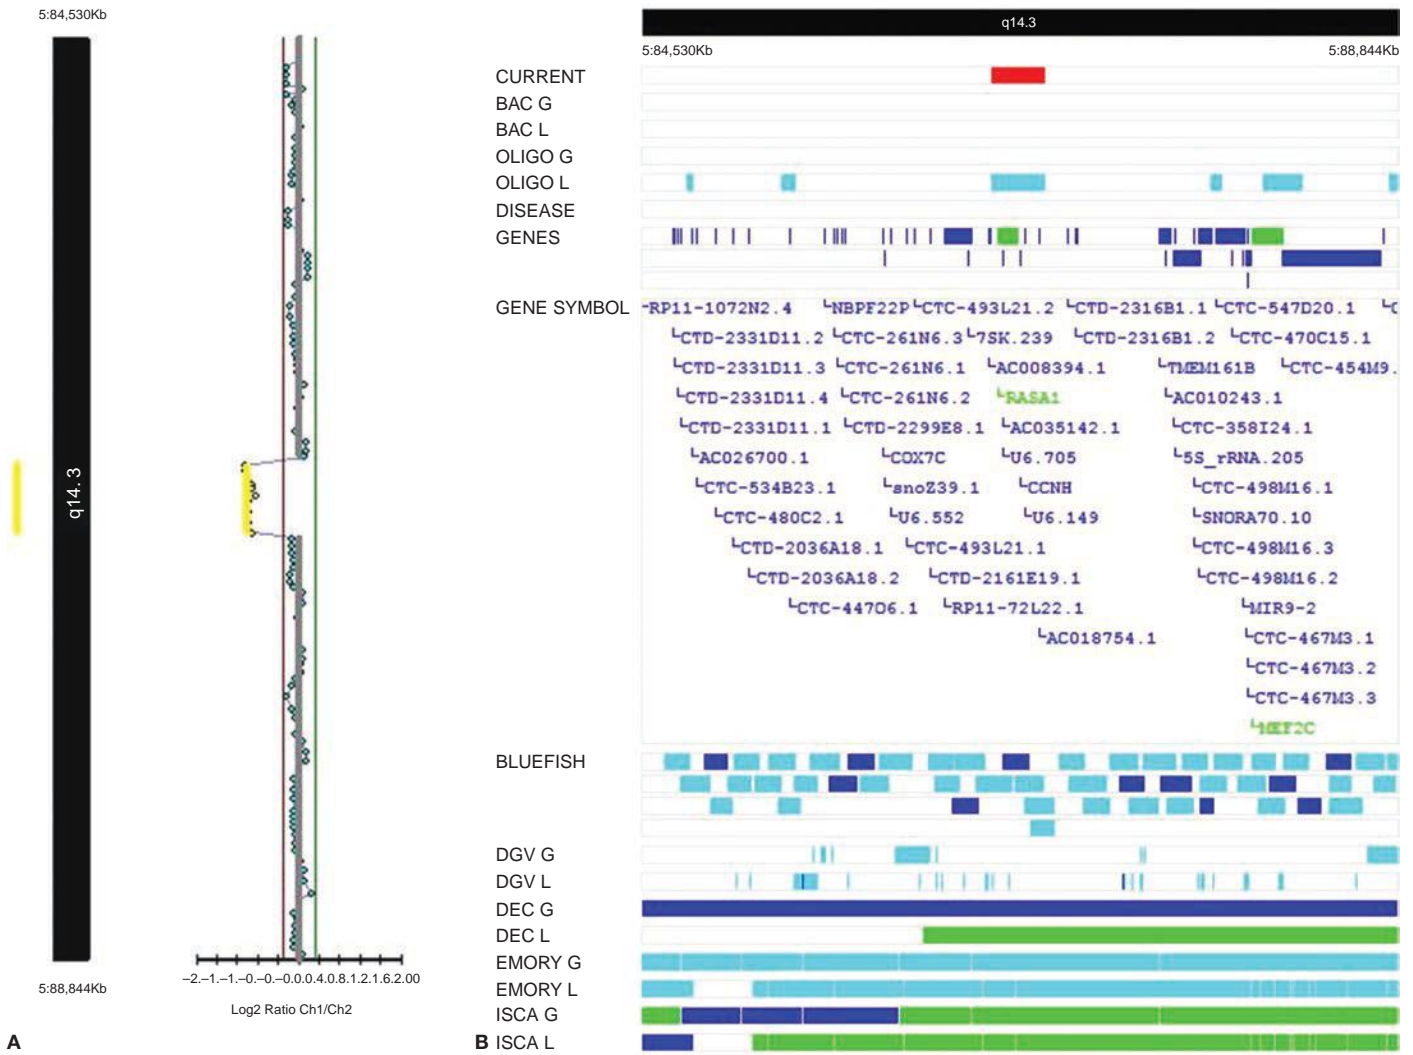 5:84,530Kb
q14.3
5:88,844Kb
–2.–1.–1.–0.–0.–0.0.0.4.0.8.1.2.1.6.2.00
Log2 Ratio Ch1/Ch2
A
q14.3
5:84,530Kb 5:88,844Kb
CURRENT
BAC G
BAC L
OLIGO G
OLIGO L
DISEASE
GENES
GENE SYMBOL RP11-1072N2.4 NBPF22P CTC-493L21.2 CTD-2316B1.1 CTC-547D20.1
CTD-2331D11.2 CTC-261N6.3 7SK.239 CTD-2316B1.2 CTC-470C15.1
CTD-2331D11.3 CTC-261N6.1 AC008394.1 TMEM161B CTC-454M9.
CTD-2331D11.4 CTC-261N6.2 RASA1 AC010243.1
CTD-2331D11.1 CTD-2299E8.1 AC035142.1 CTC-358I24.1
AC026700.1 COX7C U6.705 5S_rRNA.205
CTC-534B23.1 snoZ39.1 CCNH CTC-498M16.1
CTC-480C2.1 U6.552 U6.149 SNORA70.10
CTD-2036A18.1 CTC-493L21.1 CTC-498M16.3
CTD-2036A18.2 CTD-2161E19.1 CTC-498M16.2
CTC-447O6.1 RP11-72L22.1 MIR9-2
AC018754.1 CTC-467M3.1
CTC-467M3.2
CTC-467M3.3
MEF2C
BLUEFISH
DGV G
DGV L
DEC G
DEC L
EMORY G
EMORY L
ISCA G
B ISCA L